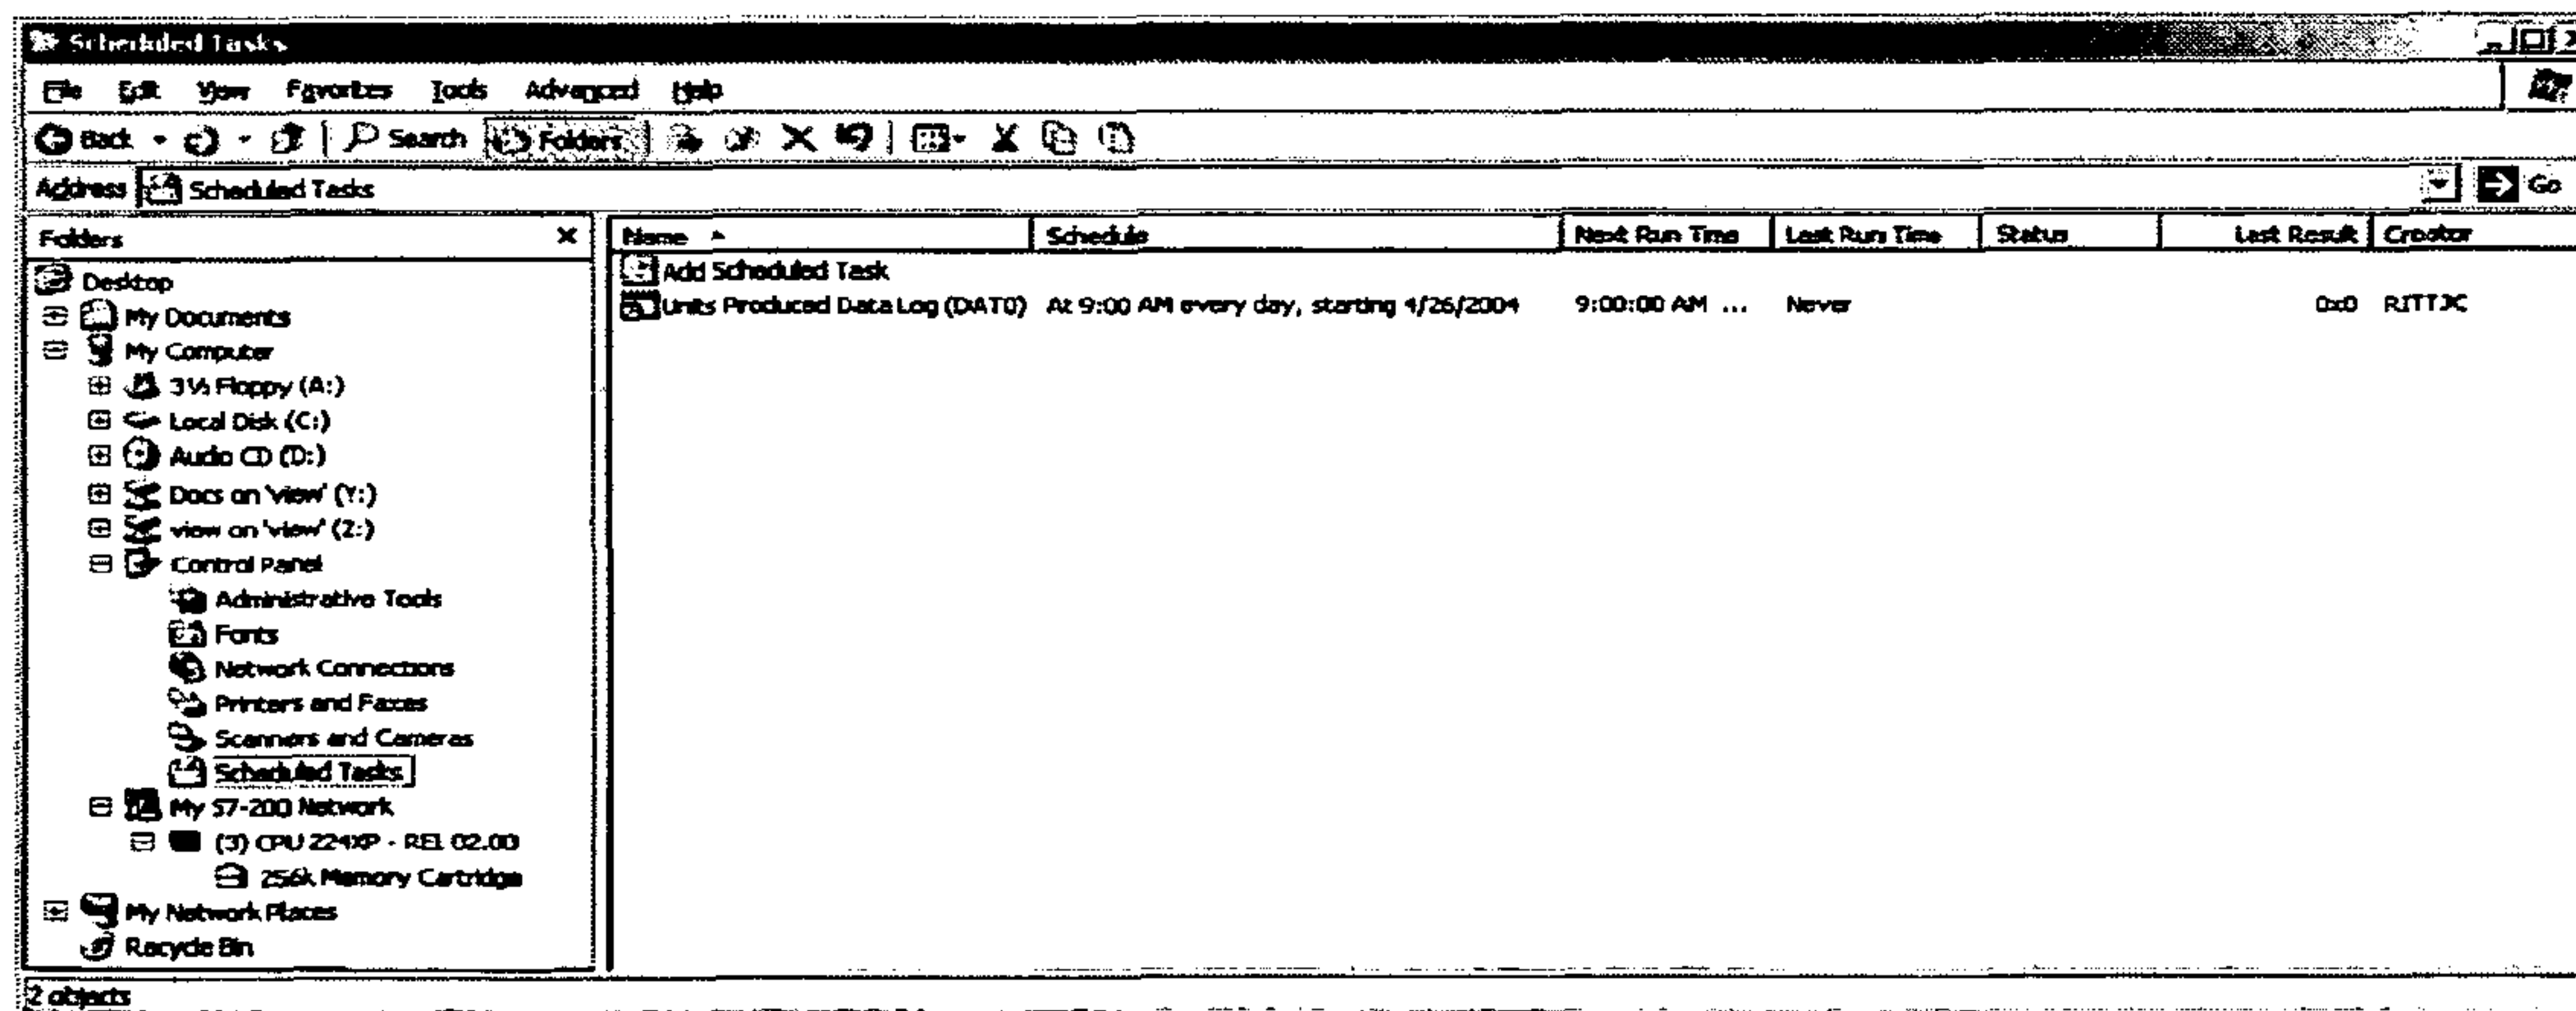 Scheduled Tasks
File Edit View Favorites Tools Advanced Help
Back Search Folders
Address Scheduled Tasks Go
Folders
Desktop
My Documents
My Computer
3½ Floppy (A:)
Local Disk (C:)
Audio CD (D:)
Docs on 'view' (Y:)
view on 'view' (Z:)
Control Panel
Administrative Tools
Fonts
Network Connections
Printers and Faxes
Scanners and Cameras
Scheduled Tasks
My S7-200 Network
(3) CPU 224XP - REL 02.00
256k Memory Cartridge
My Network Places
Recycle Bin
Name Schedule Next Run Time Last Run Time Status Last Result Creator
Add Scheduled Task
Units Produced Data Log (DAT0) At 9:00 AM every day, starting 4/26/2004 9:00:00 AM ... Never 0x0 RITTJC
2 objects